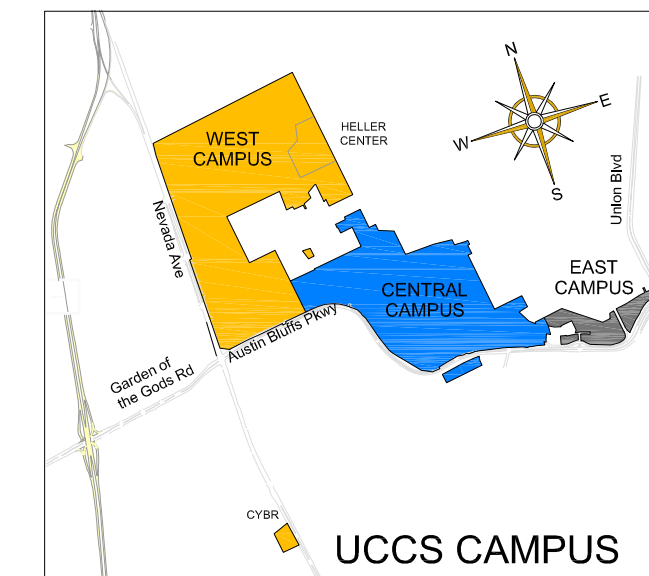 N
E
W
S
WEST
CAMPUS
HELLER
CENTER
Union Blvd
Nevada Ave
EAST
CAMPUS
CENTRAL
CAMPUS
Austin Bluffs Pkwy
Garden of
the Gods Rd
CYBR
UCCS CAMPUS